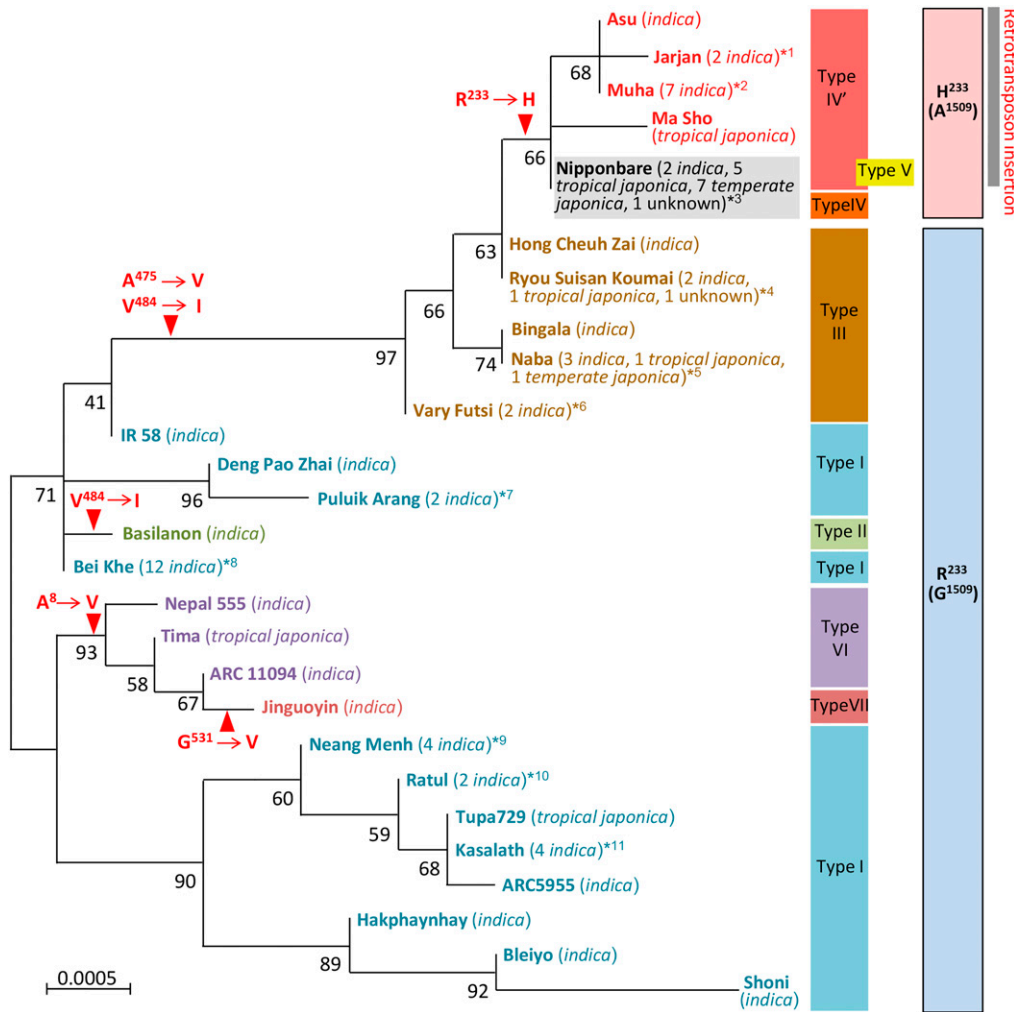 Asu (indica)
Jarjan (2 indica)*1
68
Muha (7 indica)*2
R233 → H
Ma Sho
(tropical japonica)
66
Nipponbare (2 indica, 5
tropical japonica, 7 temperate
japonica, 1 unknown)*3
Hong Cheuh Zai (indica)
63
Ryou Suisan Koumai (2 indica,
1 tropical japonica, 1 unknown)*4
A475 → V
V484 → I
66
Bingala (indica)
97
74
Naba (3 indica, 1 tropical japonica,
1 temperate japonica)*5
41
Vary Futsi (2 indica)*6
IR 58 (indica)
Deng Pao Zhai (indica)
71
96
V484 → I
Puluik Arang (2 indica)*7
Basilanon (indica)
Bei Khe (12 indica)*8
A8 → V
Nepal 555 (indica)
93
Tima (tropical japonica)
58
ARC 11094 (indica)
67
Jinguoyin (indica)
G531 → V
Neang Menh (4 indica)*9
60
Ratul (2 indica)*10
59
Tupa729 (tropical japonica)
Kasalath (4 indica)*11
68
ARC5955 (indica)
90
Hakphaynhay (indica)
89
Bleiyo (indica)
92
Shoni
(indica)
0.0005
Type
IV’
Type V
TypeIV
Type
III
Type I
Type II
Type I
Type
VI
TypeVII
Type I
H233
(A1509)
R233
(G1509)
Retrotransposon insertion